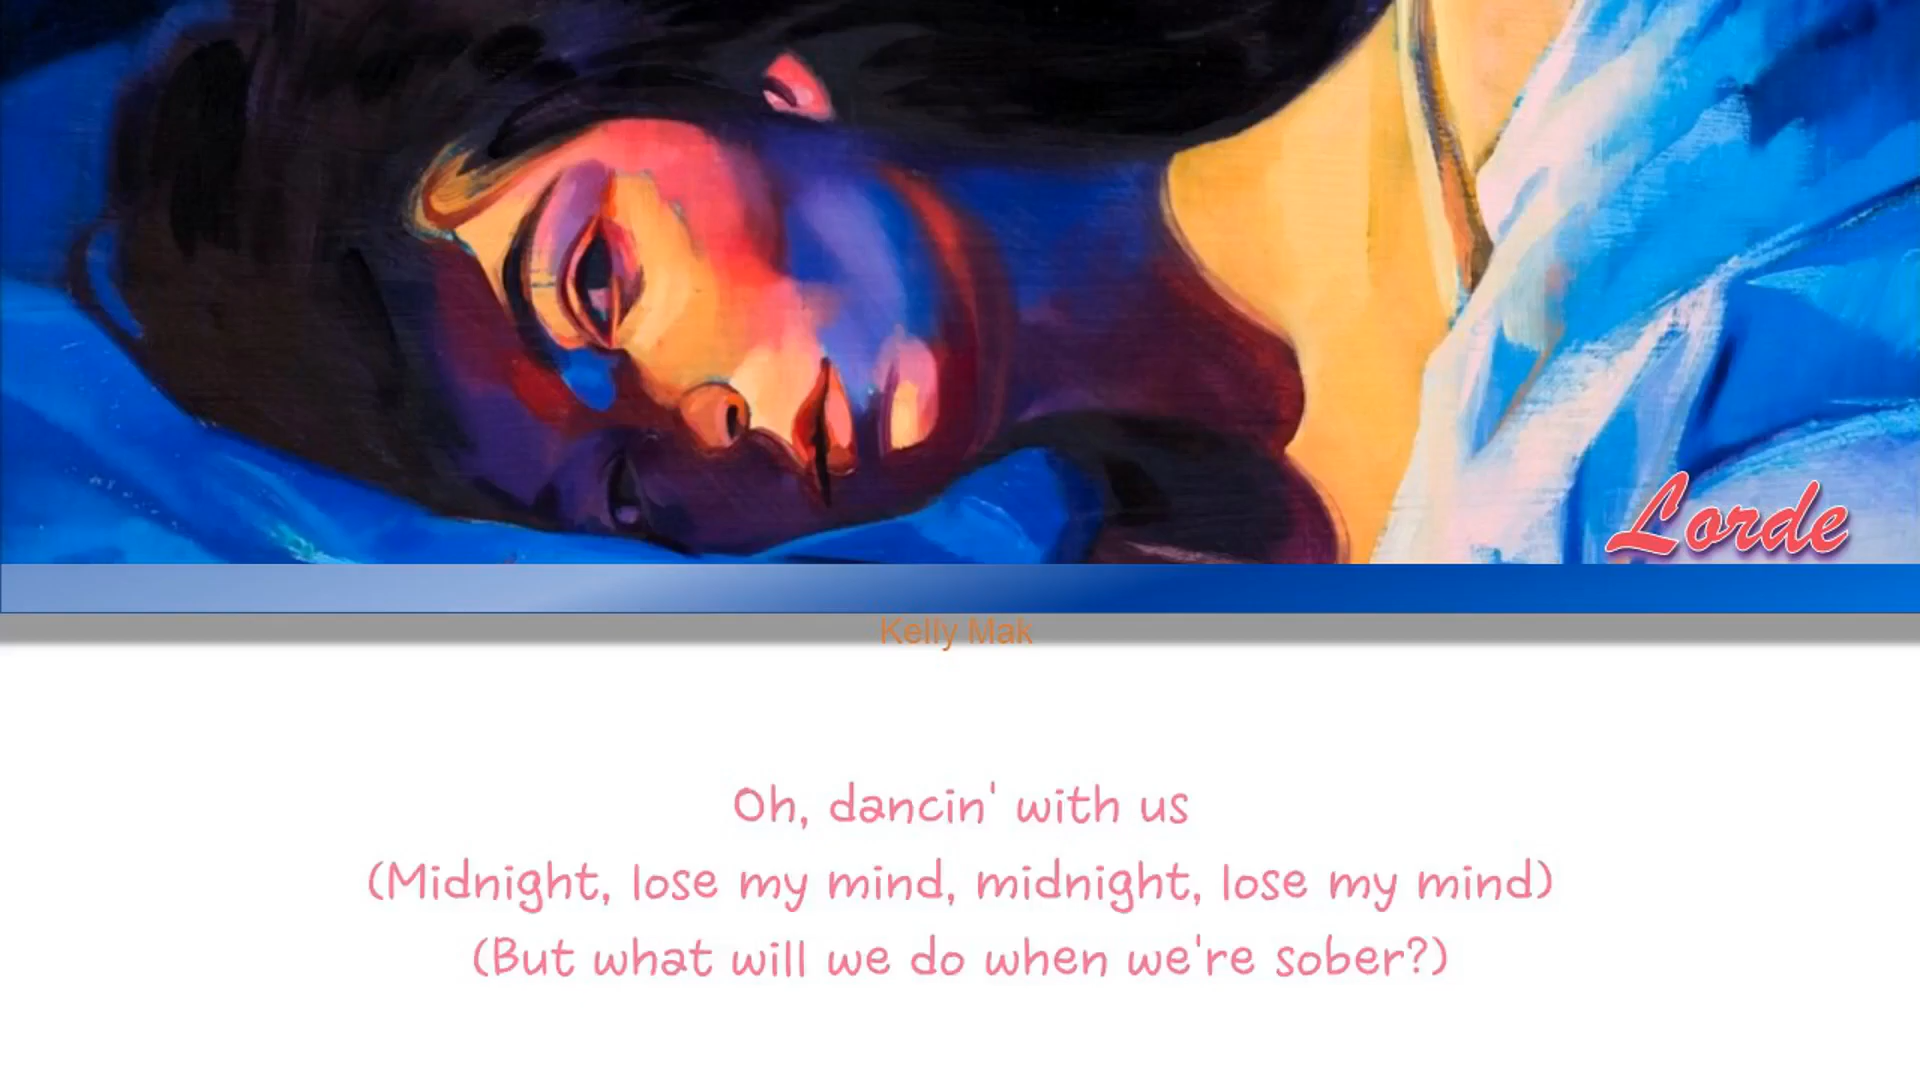 Lorde
Kelly Mak
Oh, dancin' with us
(Midnight, lose my mind, midnight, lose my mind)
(But what will we do when we're sober?)